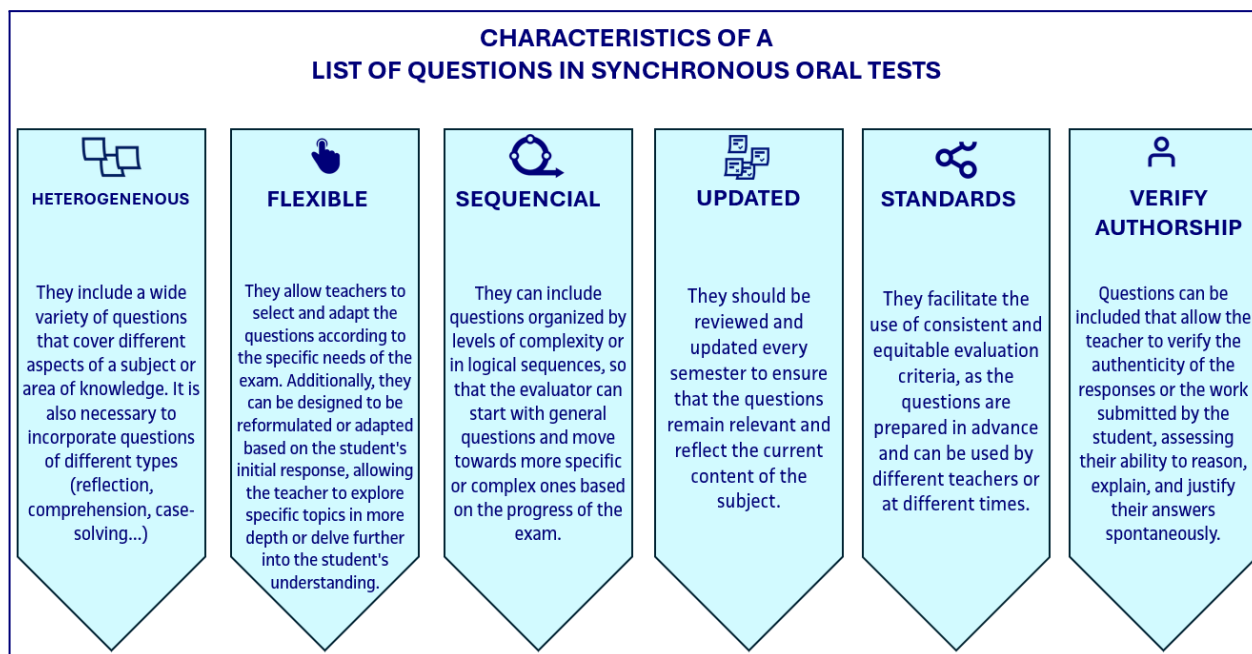 CHARACTERISTICS OF A
LIST OF QUESTIONS IN SYNCHRONOUS ORAL TESTS
HETEROGENENOUS
They include a wide
variety of questions
that cover different
aspects of a subject or
area of knowledge. It is
also necessary to
incorporate questions
of different types
(reflection,
comprehension, case-
solving...)
FLEXIBLE
They allow teachers to
select and adapt the
questions according to
the specific needs of the
exam. Additionally, they
can be designed to be
reformulated or adapted
based on the student's
initial response, allowing
the teacher to explore
specific topics in more
depth or delve further
into the student's
understanding.
SEQUENCIAL
They can include
questions organized by
levels of complexity or
in logical sequences, so
that the evaluator can
start with general
questions and move
towards more specific
or complex ones based
on the progress of the
exam.
UPDATED
They should be
reviewed and
updated every
semester to ensure
that the questions
remain relevant and
reflect the current
content of the
subject.
STANDARDS
They facilitate the
use of consistent and
equitable evaluation
criteria, as the
questions are
prepared in advance
and can be used by
different teachers or
at different times.
VERIFY
AUTHORSHIP
Questions can be
included that allow the
teacher to verify the
authenticity of the
responses or the work
submitted by the
student, assessing
their ability to reason,
explain, and justify
their answers
spontaneously.